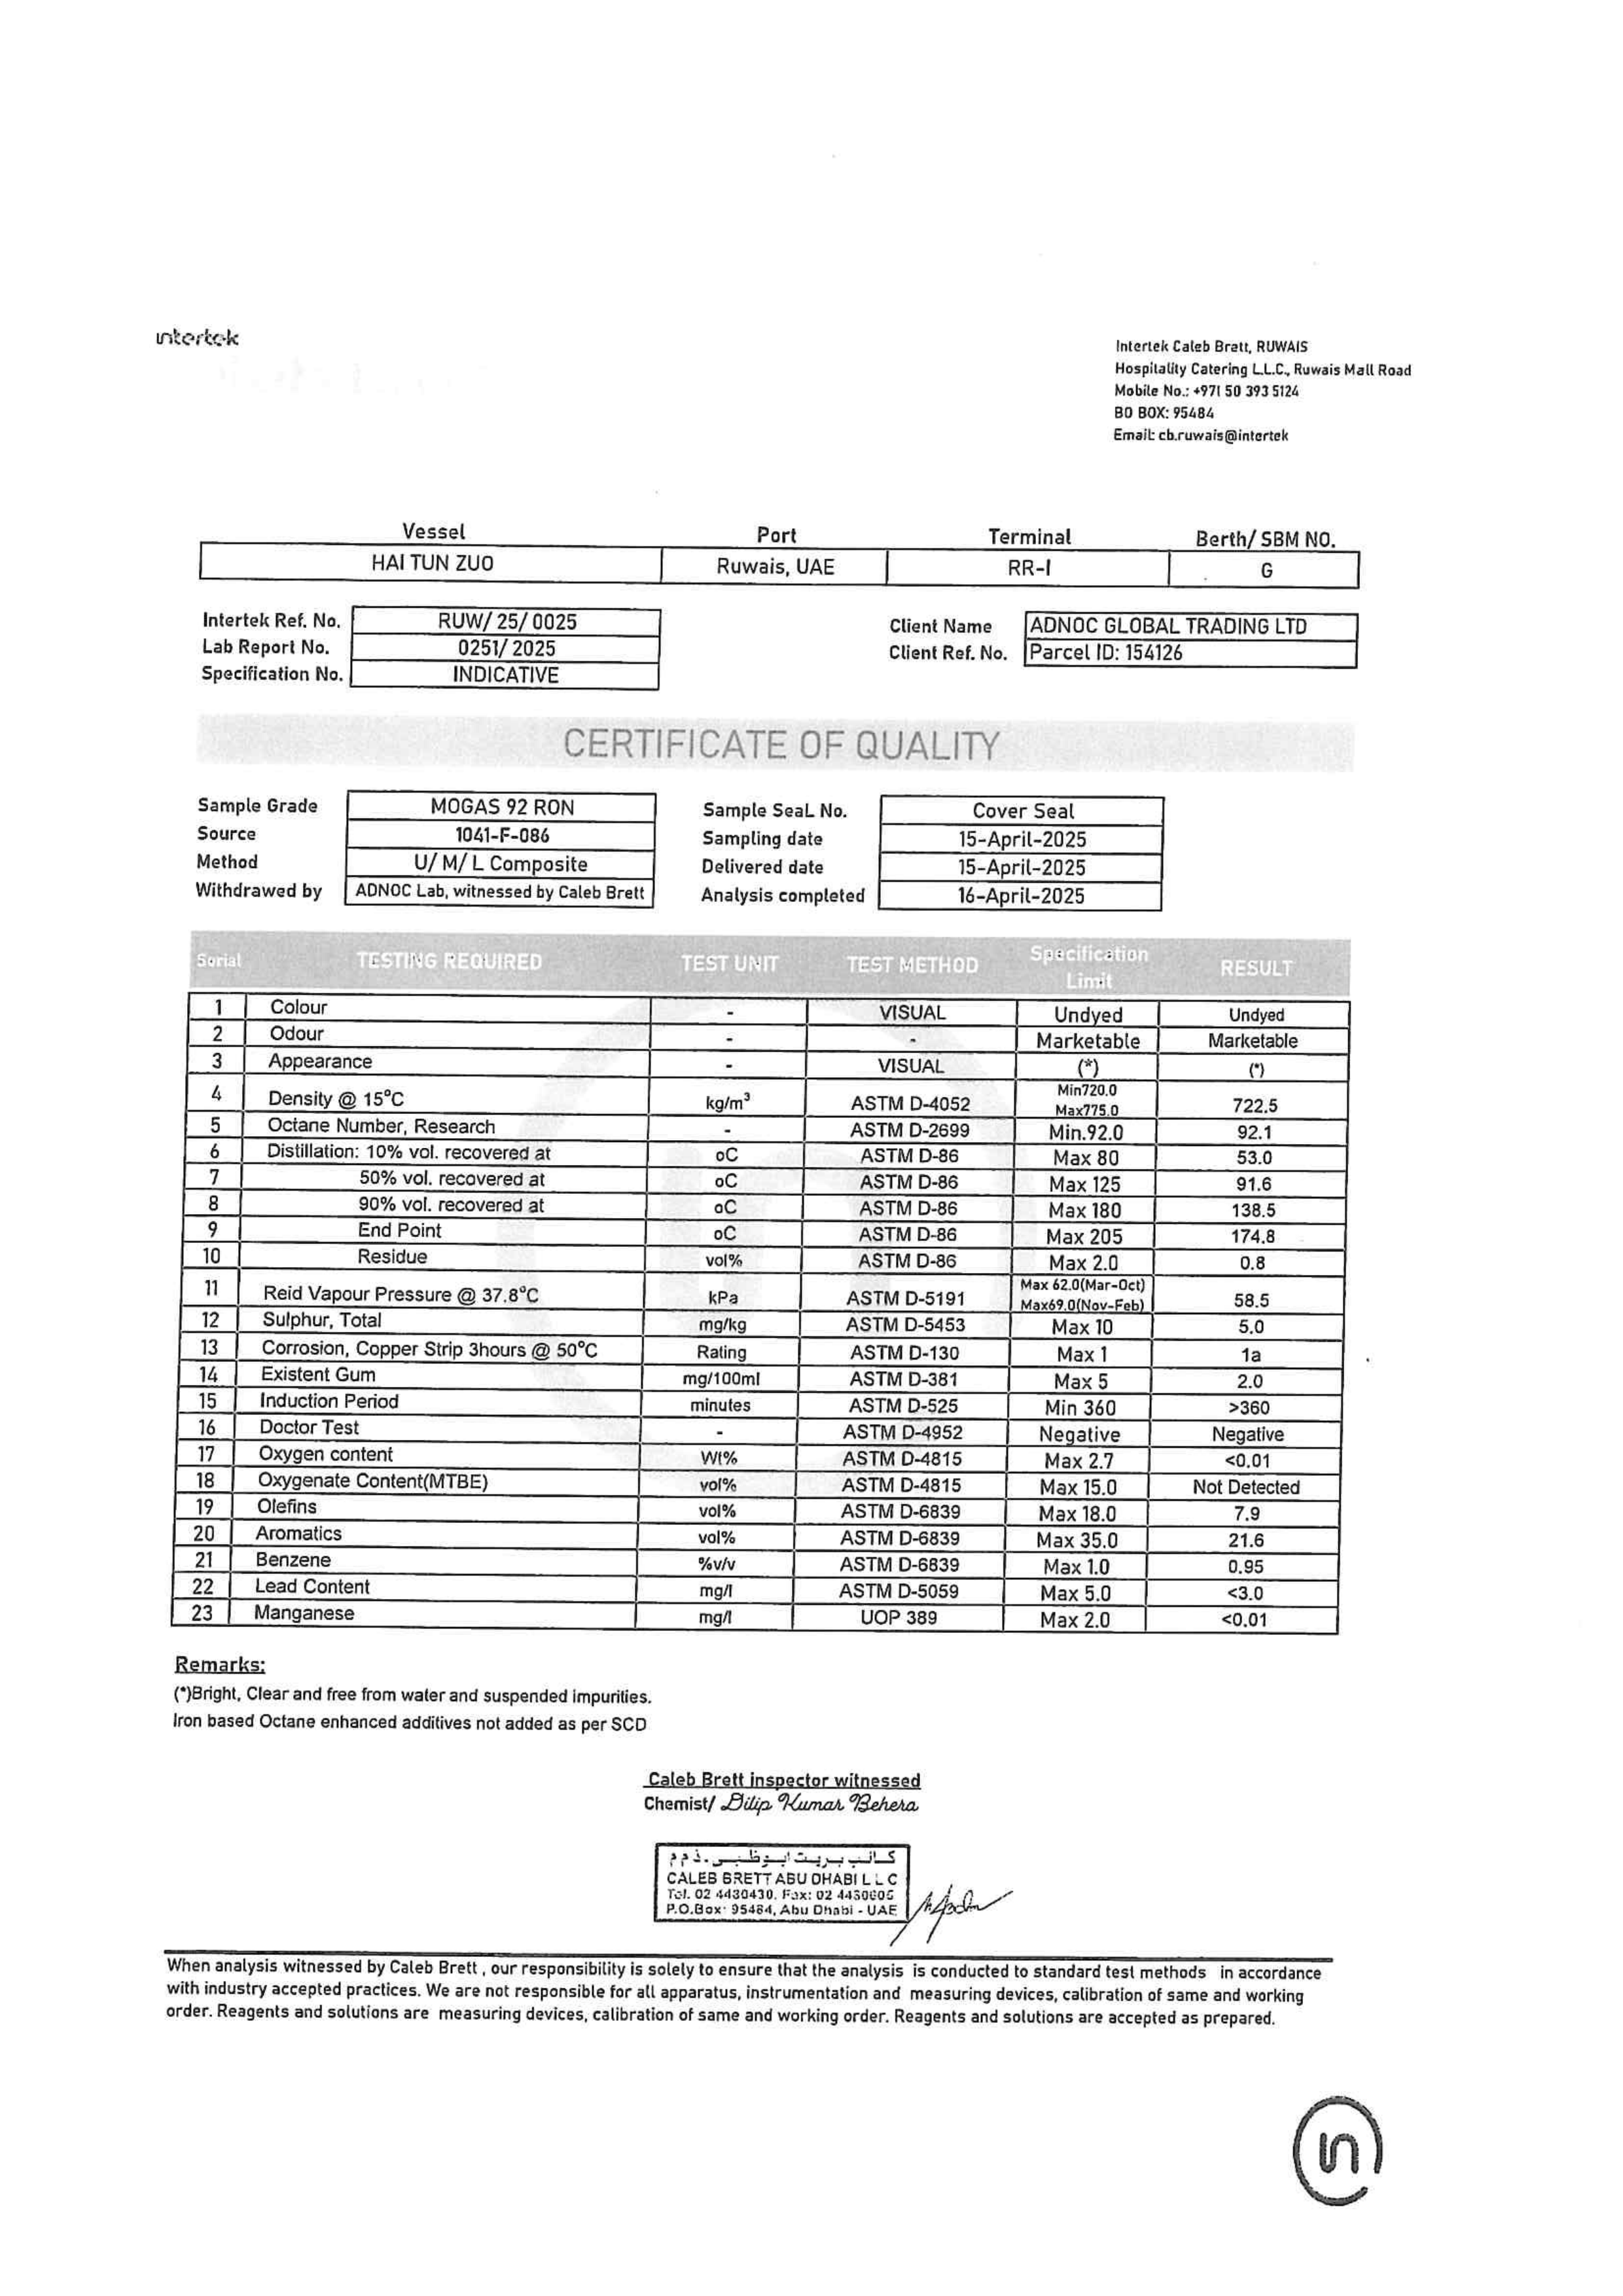 intertek
Intertek Caleb Brett, RUWAIS
Hospitality Catering L.L.C., Ruwais Mall Road
Mobile No.: +971 50 393 5124
BO BOX: 95484
Email: cb.ruwais@intertek
Vessel Port Terminal Berth/ SBM NO.
HAI TUN ZUO Ruwais, UAE RR-1 G
Intertek Ref. No. RUW/ 25/ 0025 Client Name ADNOC GLOBAL TRADING LTD
Lab Report No. 0251/ 2025 Client Ref. No. Parcel ID: 154126
Specification No. INDICATIVE
CERTIFICATE OF QUALITY
Sample Grade MOGAS 92 RON Sample SeaL No. Cover Seal
Source 1041-F-086 Sampling date 15-April-2025
Method U/ M/ L Composite Delivered date 15-April-2025
Withdrawed by ADNOC Lab, witnessed by Caleb Brett Analysis completed 16-April-2025
Serial TESTING REQUIRED TEST UNIT TEST METHOD Specification Limit RESULT
1 Colour - VISUAL Undyed Undyed
2 Odour - - Marketable Marketable
3 Appearance - VISUAL (*) (*)
4 Density @ 15°C kg/m³ ASTM D-4052 Min720.0 Max775.0 722.5
5 Octane Number, Research - ASTM D-2699 Min.92.0 92.1
6 Distillation: 10% vol. recovered at oC ASTM D-86 Max 80 53.0
7 50% vol. recovered at oC ASTM D-86 Max 125 91.6
8 90% vol. recovered at oC ASTM D-86 Max 180 138.5
9 End Point oC ASTM D-86 Max 205 174.8
10 Residue vol% ASTM D-86 Max 2.0 0.8
11 Reid Vapour Pressure @ 37.8°C kPa ASTM D-5191 Max 62.0(Mar-Oct) Max69.0(Nov-Feb) 58.5
12 Sulphur, Total mg/kg ASTM D-5453 Max 10 5.0
13 Corrosion, Copper Strip 3hours @ 50°C Rating ASTM D-130 Max 1 1a
14 Existent Gum mg/100ml ASTM D-381 Max 5 2.0
15 Induction Period minutes ASTM D-525 Min 360 >360
16 Doctor Test - ASTM D-4952 Negative Negative
17 Oxygen content Wt% ASTM D-4815 Max 2.7 <0.01
18 Oxygenate Content(MTBE) vol% ASTM D-4815 Max 15.0 Not Detected
19 Olefins vol% ASTM D-6839 Max 18.0 7.9
20 Aromatics vol% ASTM D-6839 Max 35.0 21.6
21 Benzene %v/v ASTM D-6839 Max 1.0 0.95
22 Lead Content mg/l ASTM D-5059 Max 5.0 <3.0
23 Manganese mg/l UOP 389 Max 2.0 <0.01
Remarks:
(*)Bright, Clear and free from water and suspended impurities.
Iron based Octane enhanced additives not added as per SCD
Caleb Brett inspector witnessed
Chemist/ Dilip Kumar Behera
كالب بريت ابوظبي.ذ.م.م
CALEB BRETT ABU DHABI L L C
Tel. 02 4430430, Fax: 02 4430605
P.O.Box: 95484, Abu Dhabi - UAE
When analysis witnessed by Caleb Brett , our responsibility is solely to ensure that the analysis is conducted to standard test methods in accordance
with industry accepted practices. We are not responsible for all apparatus, instrumentation and measuring devices, calibration of same and working
order. Reagents and solutions are measuring devices, calibration of same and working order. Reagents and solutions are accepted as prepared.
in